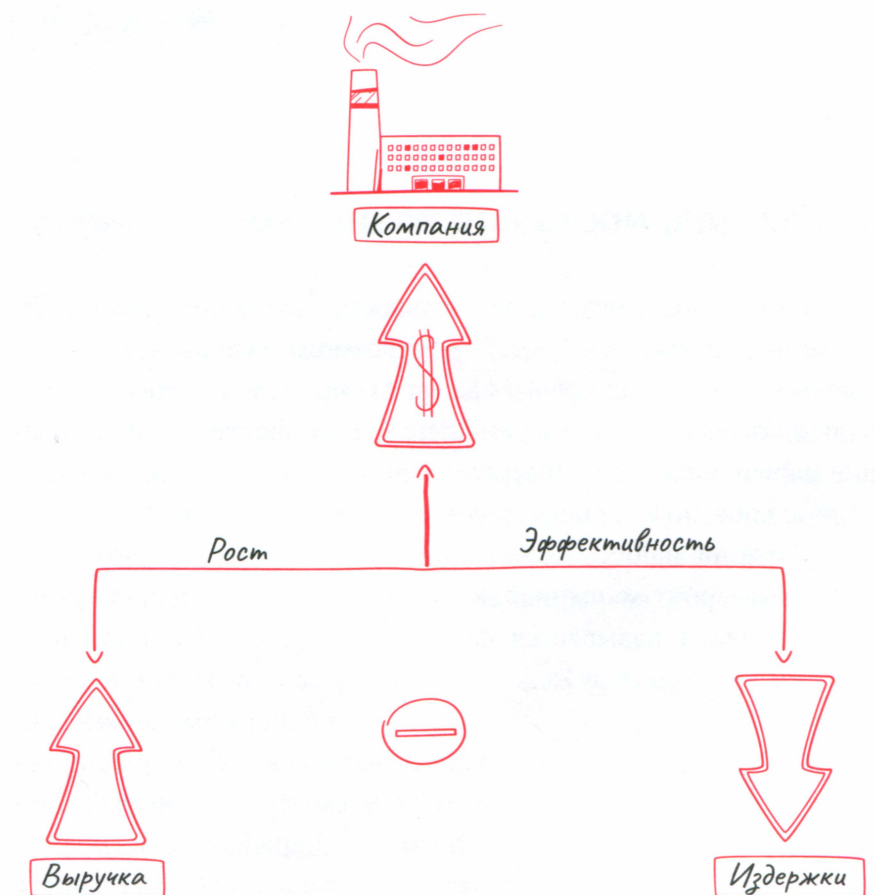 Компания
$
Рост
Эффективность
Выручка
Издержки